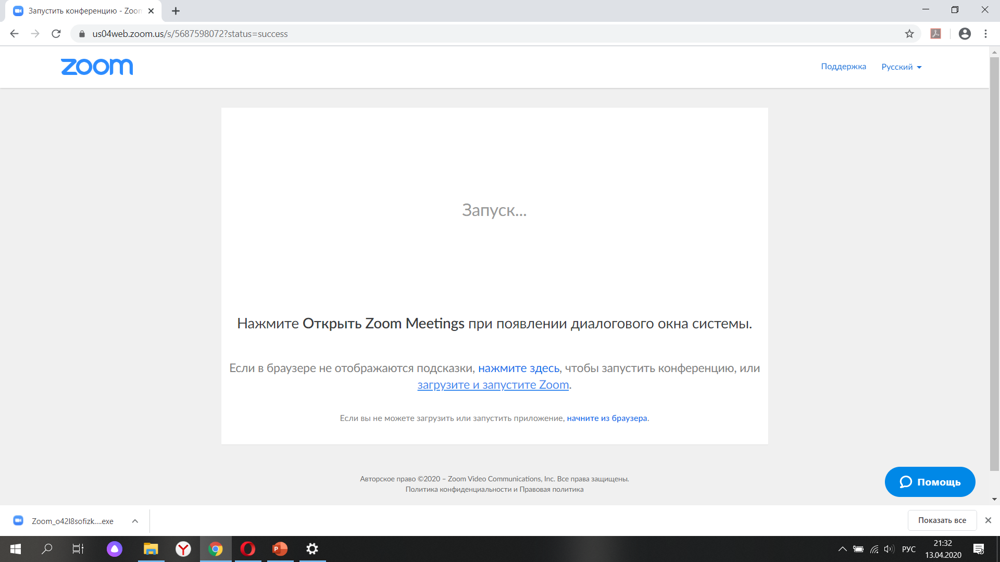 Запустить конференцию - Zoom
us04web.zoom.us/s/5687598072?status=success
zoom
Поддержка
Русский
Запуск...
Нажмите Открыть Zoom Meetings при появлении диалогового окна системы.
Если в браузере не отображаются подсказки, нажмите здесь, чтобы запустить конференцию, или
загрузите и запустите Zoom.
Если вы не можете загрузить или запустить приложение, начните из браузера.
Авторское право ©2020 – Zoom Video Communications, Inc. Все права защищены.
Политика конфиденциальности и Правовая политика
Помощь
Zoom_o42l8sofizk....exe
Показать все
РУС
21:32
13.04.2020